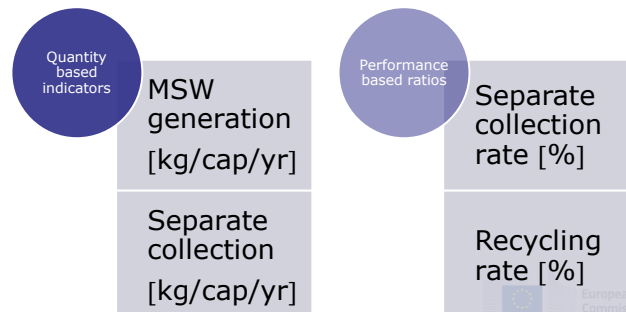 Quantity
based
indicators
MSW
generation
[kg/cap/yr]
Separate
collection
[kg/cap/yr]
Performance
based ratios
Separate
collection
rate [%]
Recycling
rate [%]